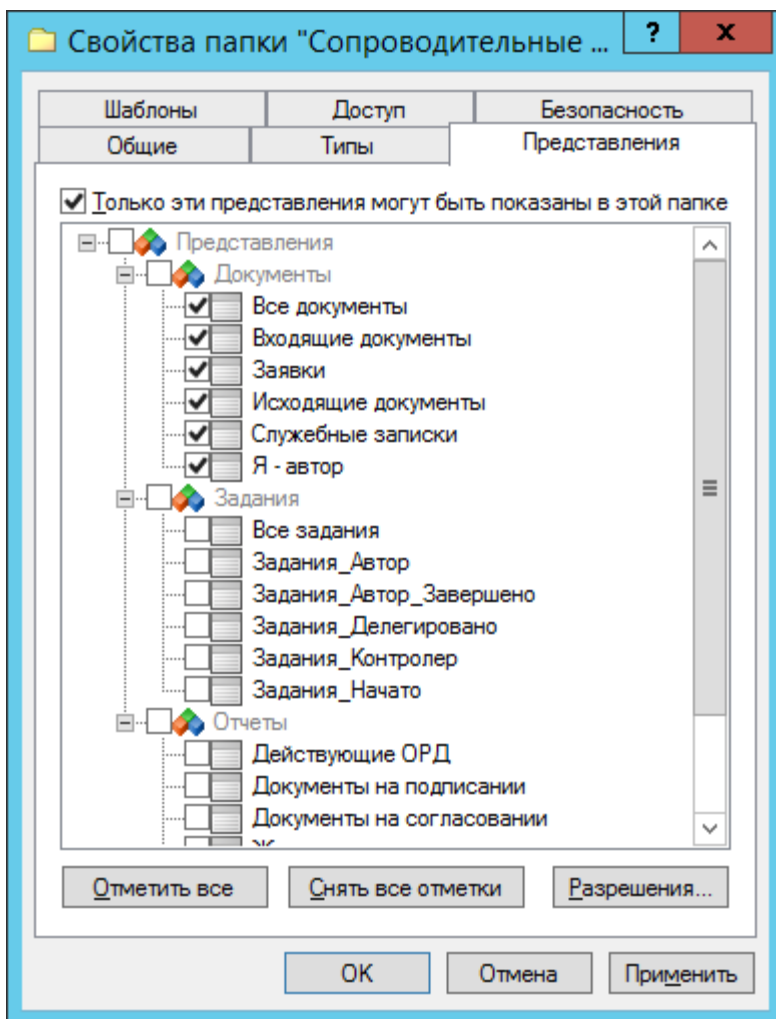 Свойства папки "Сопроводительные ...
?
x
Шаблоны
Доступ
Безопасность
Общие
Типы
Представления
Только эти представления могут быть показаны в этой папке
Представления
Документы
Все документы
Входящие документы
Заявки
Исходящие документы
Служебные записки
Я - автор
Задания
Все задания
Задания_Автор
Задания_Автор_Завершено
Задания_Делегировано
Задания_Контролер
Задания_Начато
Отчеты
Действующие ОРД
Документы на подписании
Документы на согласовании
Отметить все
Снять все отметки
Разрешения...
OK
Отмена
Применить